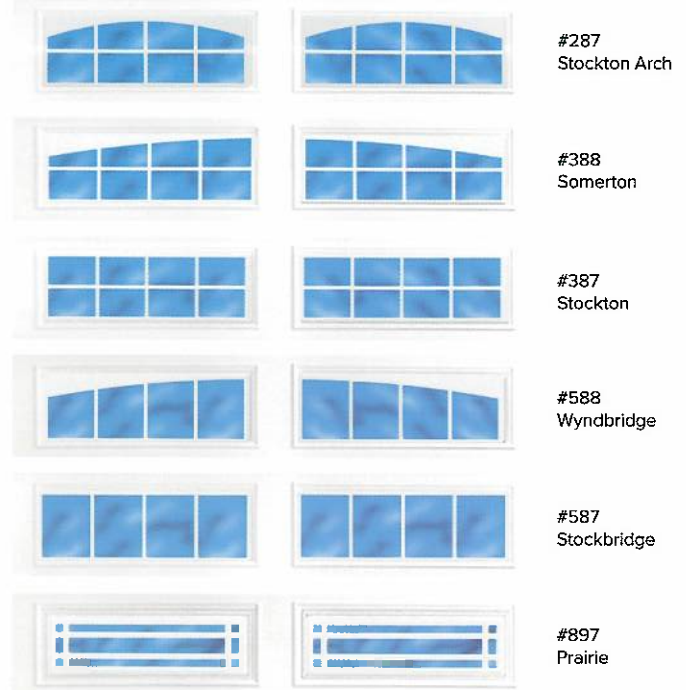 #287
Stockton Arch
#388
Somerton
#387
Stockton
#588
Wyndbridge
#587
Stockbridge
#897
Prairie